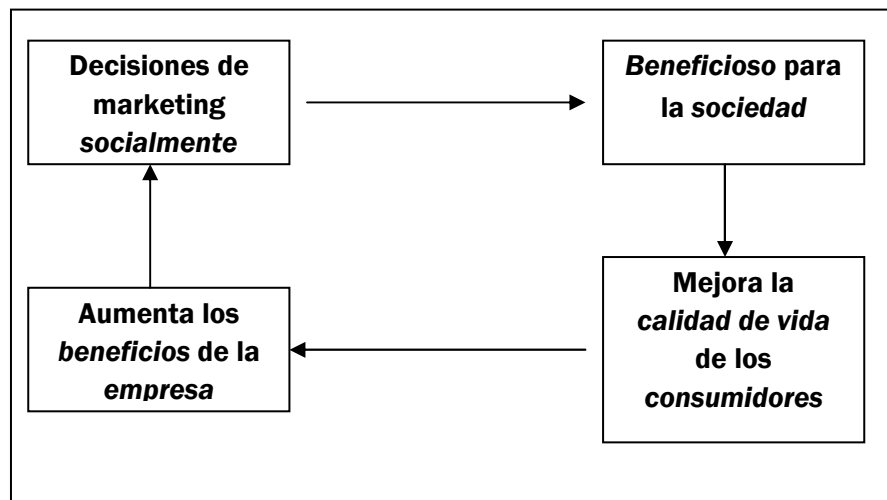 Decisiones de
marketing
socialmente
Beneficioso para
la sociedad
Mejora la
calidad de vida
de los
consumidores
Aumenta los
beneficios de la
empresa